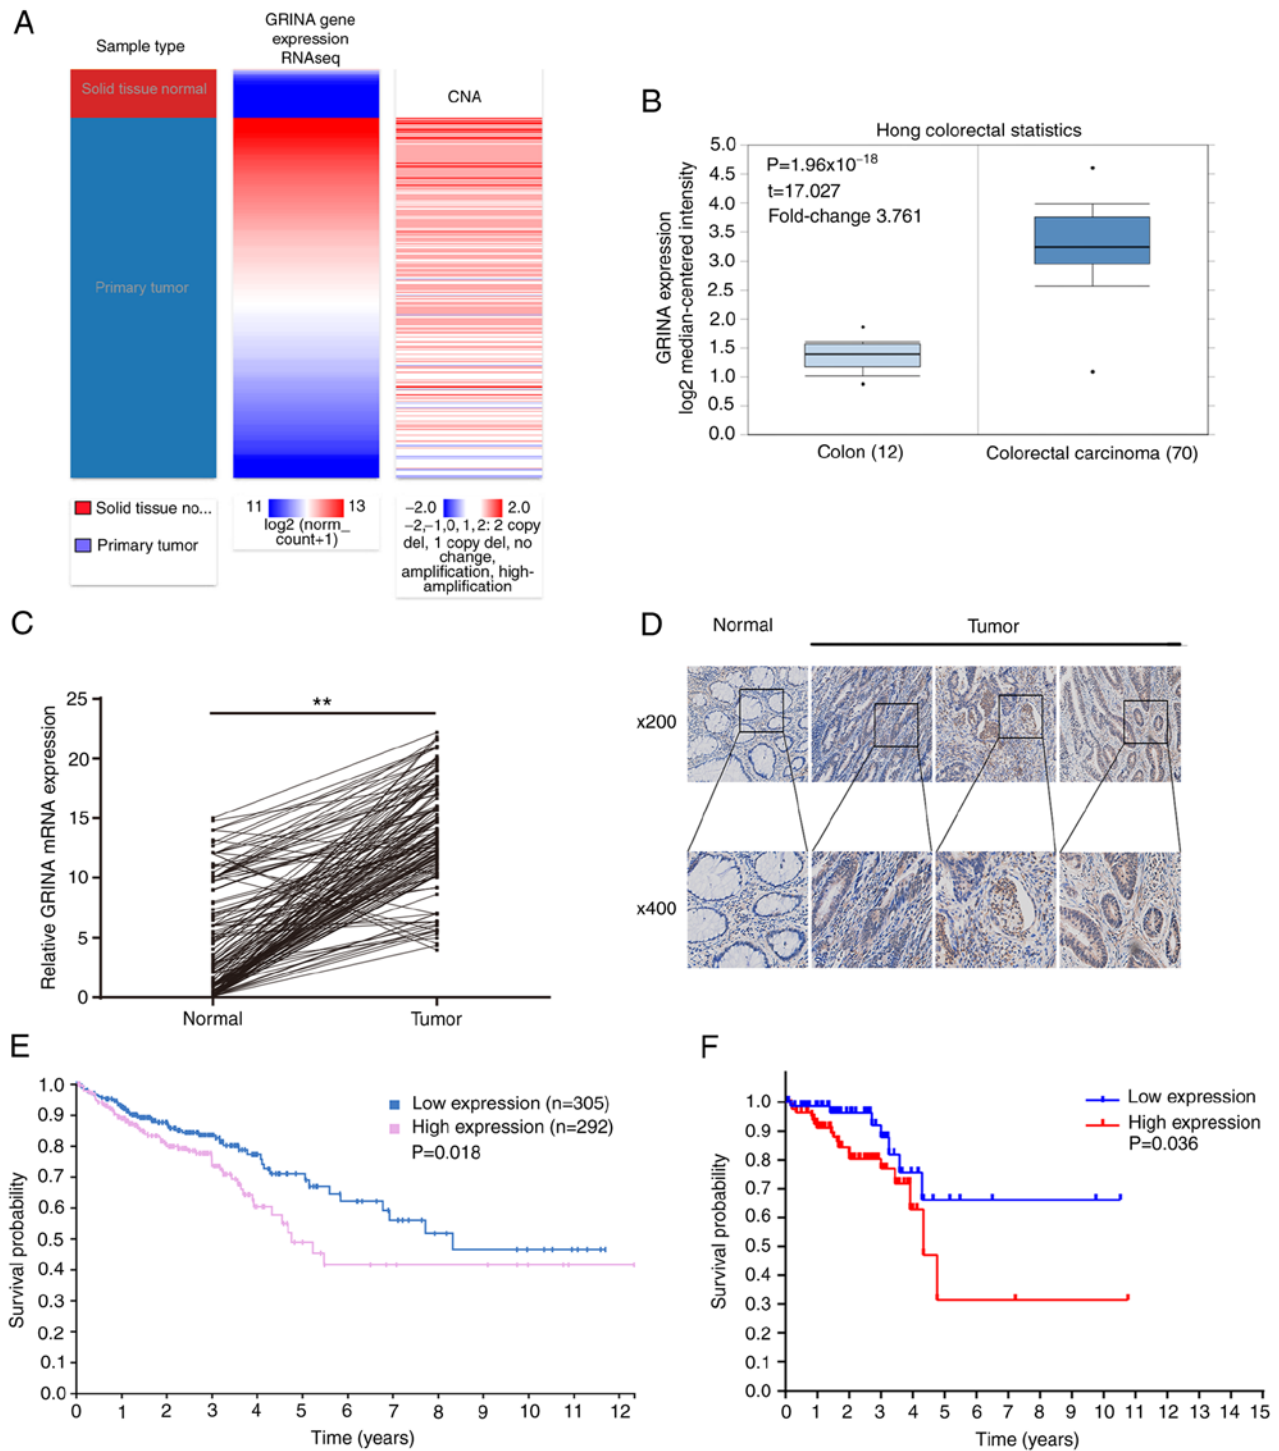 A
Sample type
GRINA gene
expression
RNAseq
CNA
Solid tissue normal
Primary tumor
Solid tissue no...
Primary tumor
11 13
log2 (norm_
count+1)
−2.0 2.0
−2,−1,0, 1, 2: 2 copy
del, 1 copy del, no
change,
amplification, high-
amplification
B
Hong colorectal statistics
GRINA expression
log2 median-centered intensity
5.0
4.5
4.0
3.5
3.0
2.5
2.0
1.5
1.0
0.5
0.0
P=1.96x10⁻¹⁸
t=17.027
Fold-change 3.761
Colon (12)
Colorectal carcinoma (70)
C
Relative GRINA mRNA expression
25
20
15
10
5
0
**
Normal
Tumor
D
Normal
Tumor
x200
x400
E
Survival probability
1.0
0.9
0.8
0.7
0.6
0.5
0.4
0.3
0.2
0.1
0.0
Low expression (n=305)
High expression (n=292)
P=0.018
0 1 2 3 4 5 6 7 8 9 10 11 12
Time (years)
F
Survival probability
1.0
0.9
0.8
0.7
0.6
0.5
0.4
0.3
0.2
0.1
0.0
Low expression
High expression
P=0.036
0 1 2 3 4 5 6 7 8 9 10 11 12 13 14 15
Time (years)